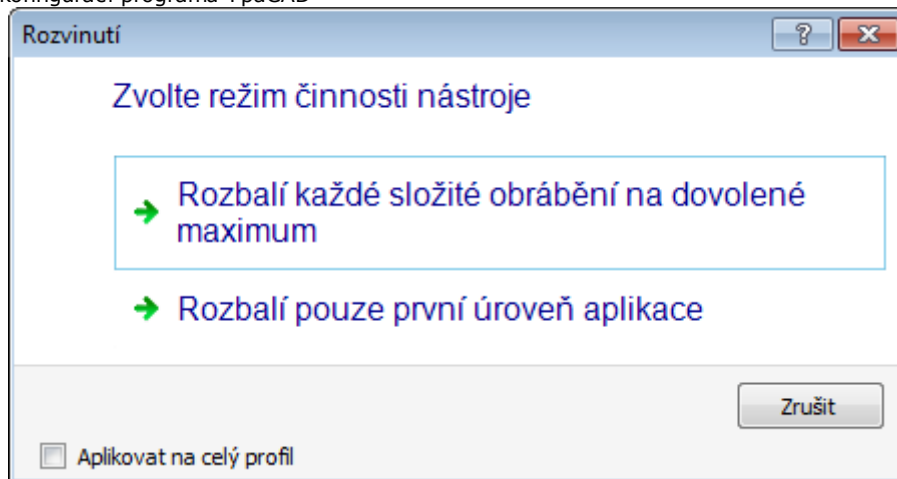 Rozvinutí
Zvolte režim činnosti nástroje
Rozbalí každé složité obrábění na dovolené
maximum
Rozbalí pouze první úroveň aplikace
Zrušit
Aplikovat na celý profil